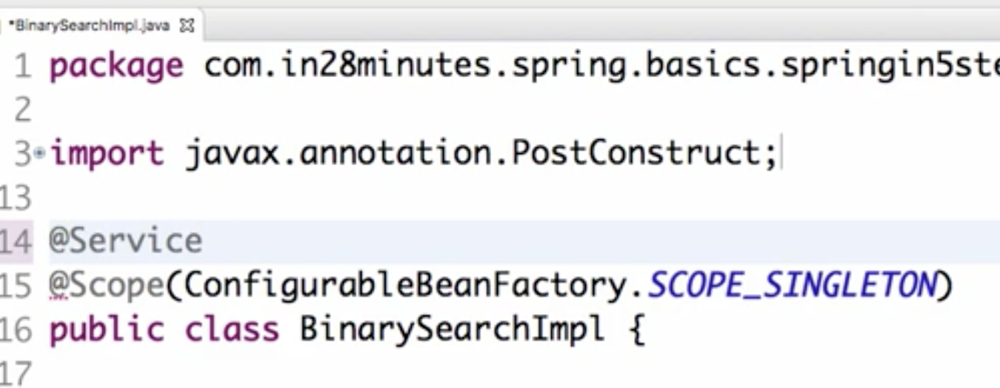 *BinarySearchImpl.java
1 package com.in28minutes.spring.basics.springin5ste
2
3 import javax.annotation.PostConstruct;
13
14 @Service
15 @Scope(ConfigurableBeanFactory.SCOPE_SINGLETON)
16 public class BinarySearchImpl {
17